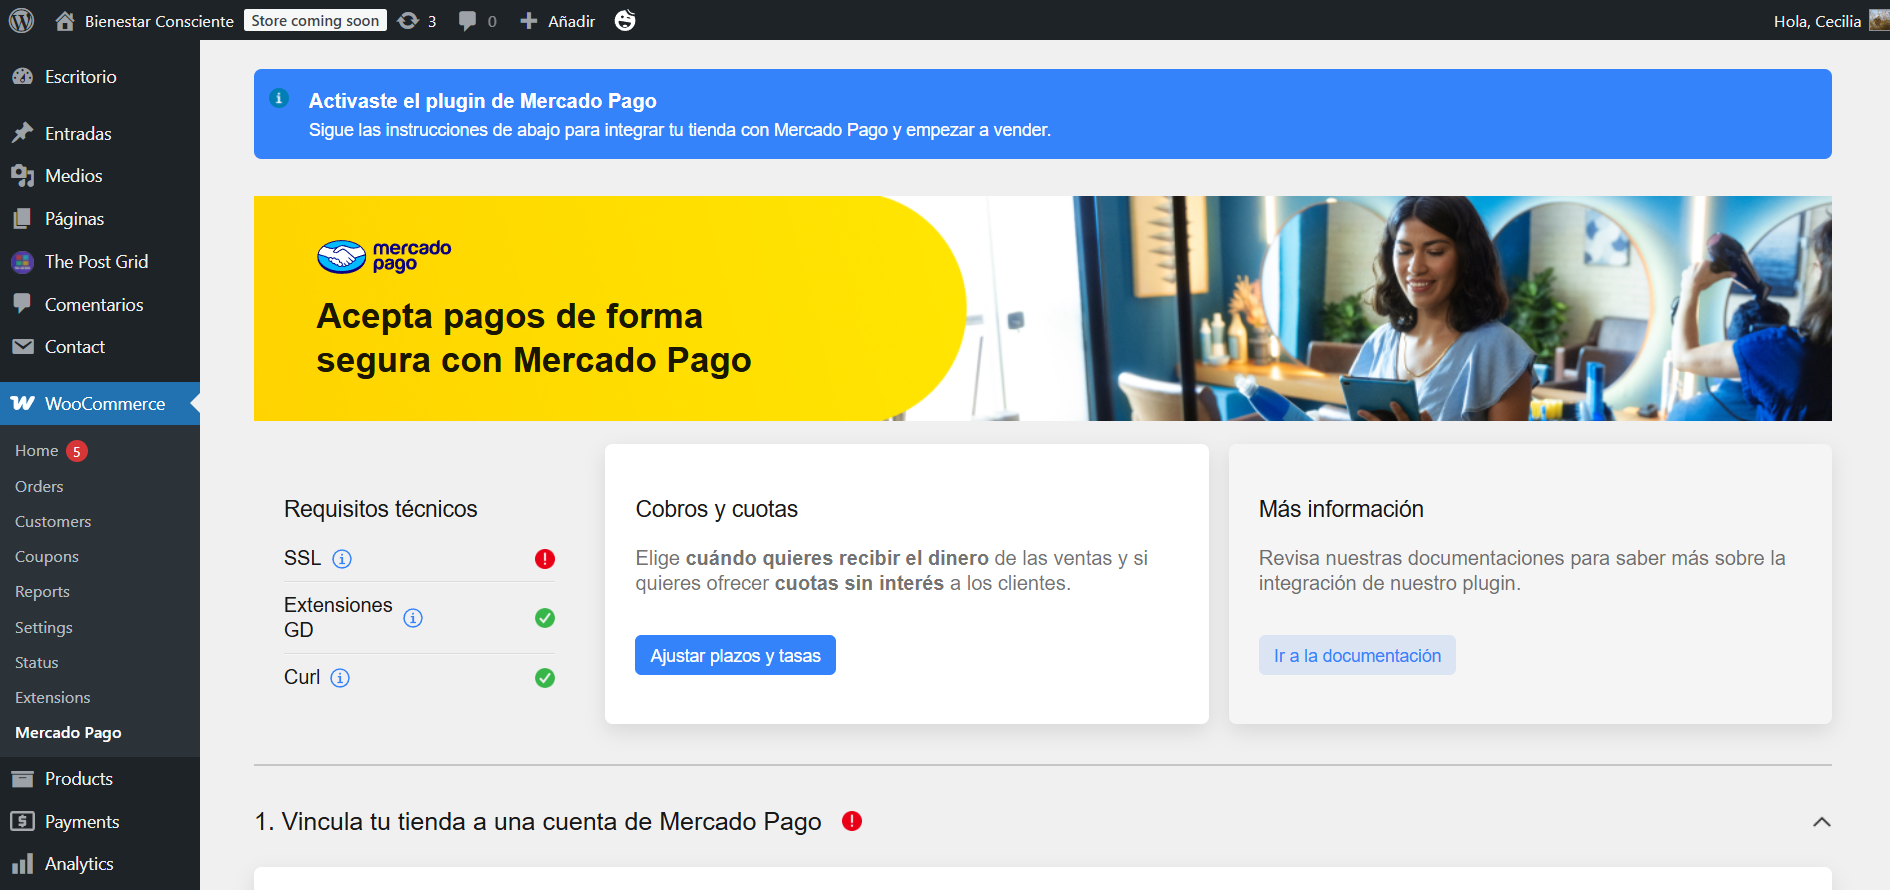 Bienestar Consciente
Store coming soon
3
0
Añadir
Hola, Cecilia
Escritorio
Entradas
Medios
Páginas
The Post Grid
Comentarios
Contact
WooCommerce
Home 5
Orders
Customers
Coupons
Reports
Settings
Status
Extensions
Mercado Pago
Products
Payments
Analytics
Activaste el plugin de Mercado Pago
Sigue las instrucciones de abajo para integrar tu tienda con Mercado Pago y empezar a vender.
mercado
pago
Acepta pagos de forma
segura con Mercado Pago
Requisitos técnicos
SSL
Extensiones
GD
Curl
Cobros y cuotas
Elige cuándo quieres recibir el dinero de las ventas y si
quieres ofrecer cuotas sin interés a los clientes.
Ajustar plazos y tasas
Más información
Revisa nuestras documentaciones para saber más sobre la
integración de nuestro plugin.
Ir a la documentación
1. Vincula tu tienda a una cuenta de Mercado Pago